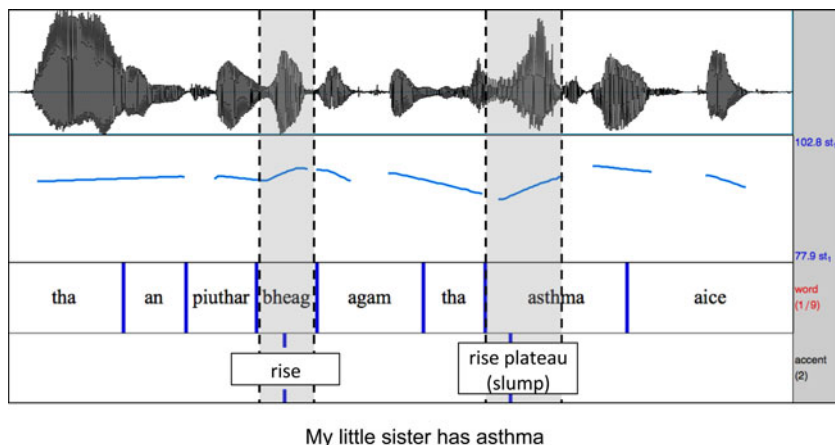 102.8 st
77.9 st₁
tha an piuthar bheag agam tha asthma aice
word
(1/9)
rise
rise plateau
(slump)
accent
(2)
My little sister has asthma